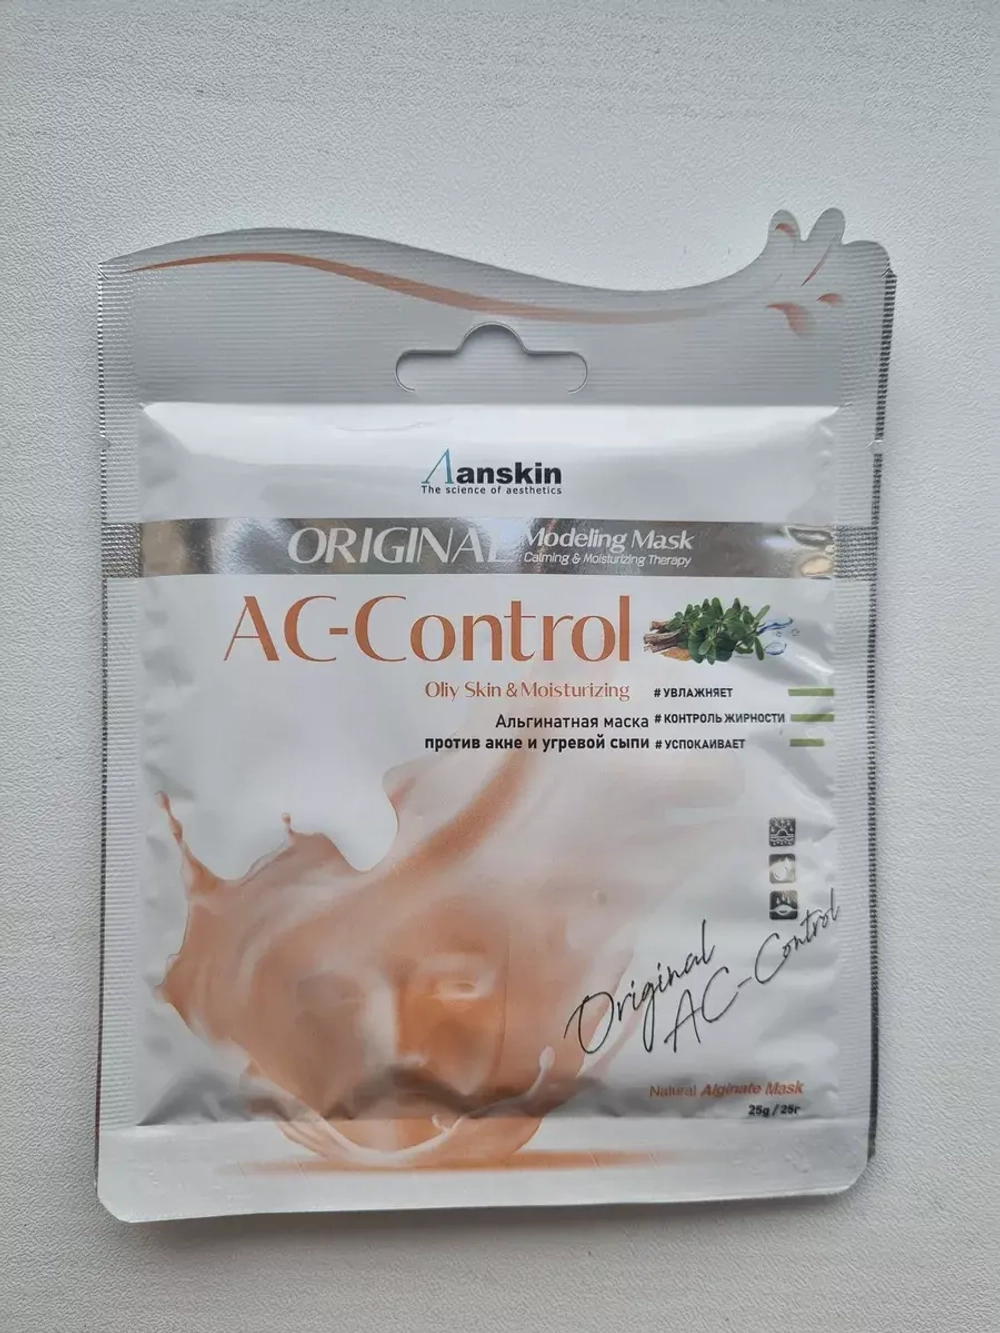 Aanskin
The science of aesthetics
ORIGINAL Modeling Mask
Calming & Moisturizing Therapy
AC-Control
Oliy Skin & Moisturizing
# УВЛАЖНЯЕТ
Альгинатная маска # КОНТРОЛЬ ЖИРНОСТИ
против акне и угревой сыпи # УСПОКАИВАЕТ
Original
AC-Control
Natural Alginate Mask
25g / 25г